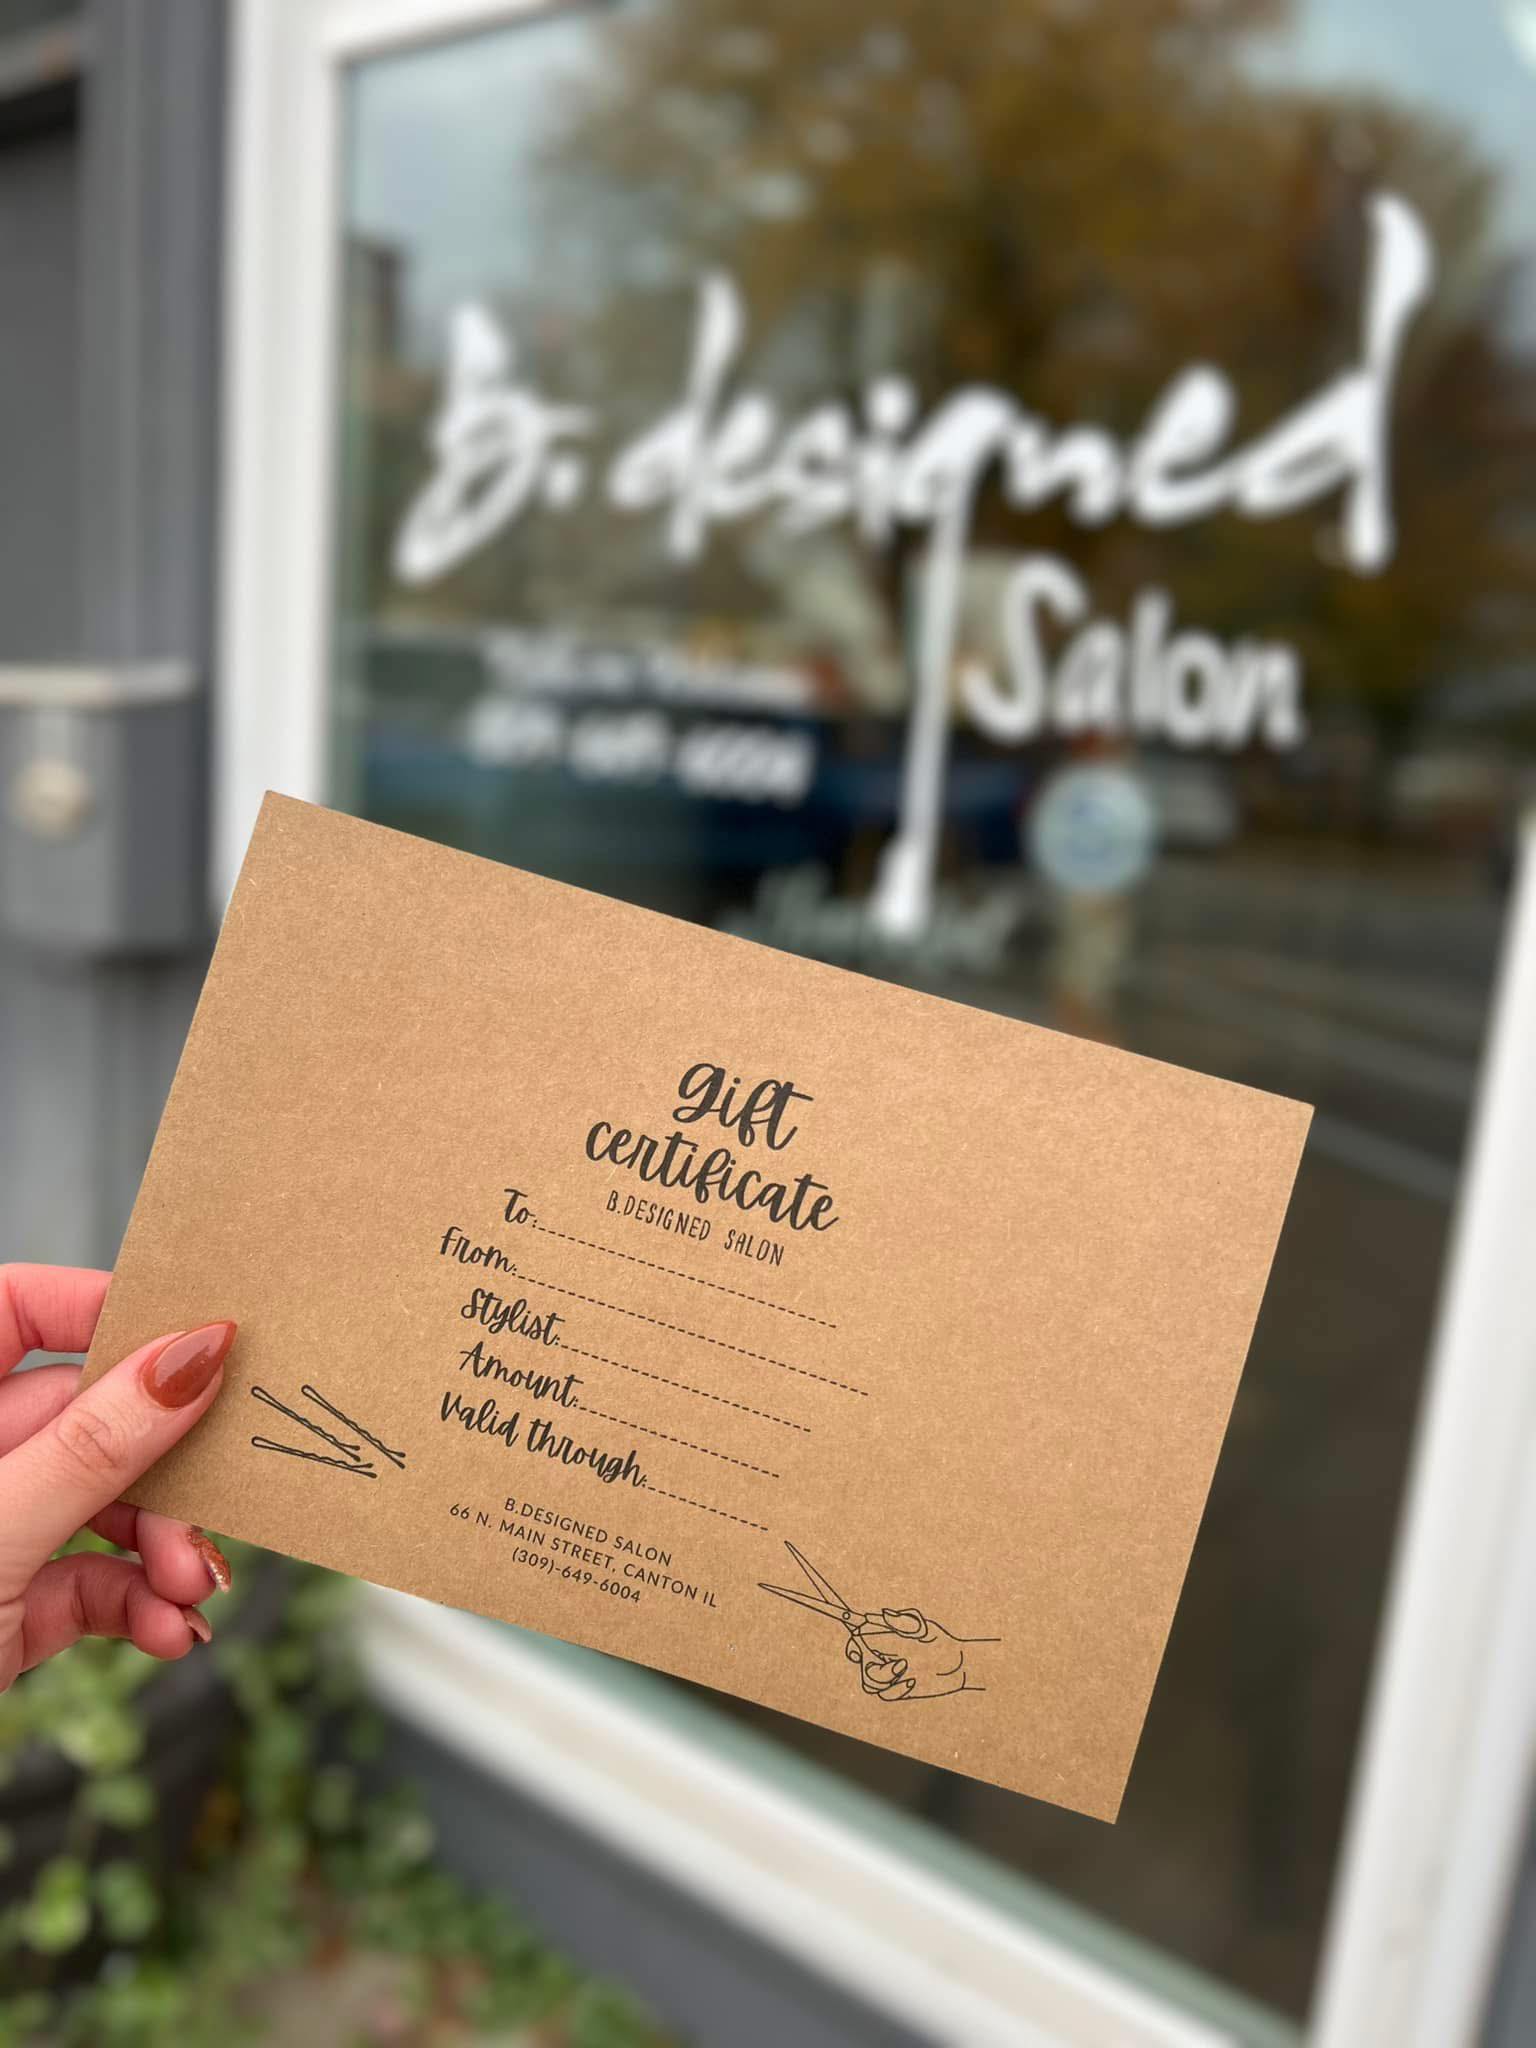 b. designed
Salon
gift
certificate
B.DESIGNED SALON
To:
From:
Stylist:
Amount:
Valid through:
B.DESIGNED SALON
66 N. MAIN STREET, CANTON IL
(309)-649-6004